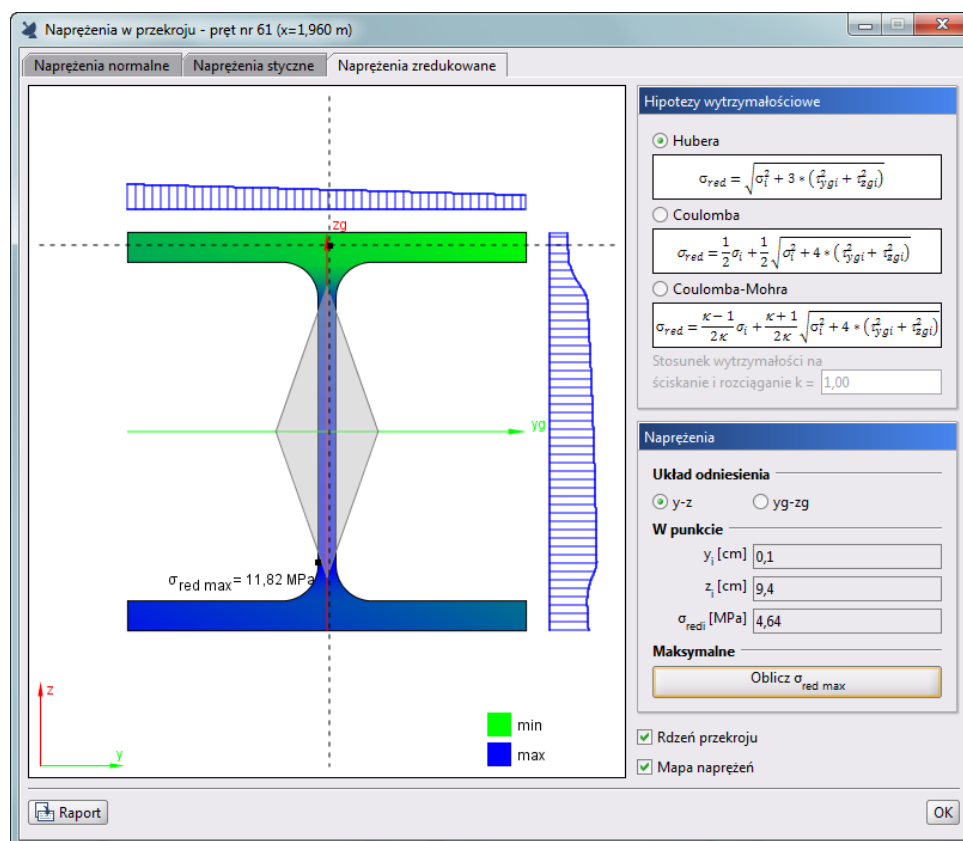 Naprężenia w przekroju - pręt nr 61 (x=1,960 m)
Naprężenia normalne
Naprężenia styczne
Naprężenia zredukowane
zg
yg
σred max= 11,82 MPa
z
y
min
max
Hipotezy wytrzymałościowe
Hubera
σred = √(σi² + 3 * (τ²ygi + τ²zgi))
Coulomba
σred = 1/2 σi + 1/2 √(σi² + 4 * (τ²ygi + τ²zgi))
Coulomba-Mohra
σred = (κ − 1)/2κ σi + (κ + 1)/2κ √(σi² + 4 * (τ²ygi + τ²zgi))
Stosunek wytrzymałości na
ściskanie i rozciąganie k = 1,00
Naprężenia
Układ odniesienia
y-z yg-zg
W punkcie
yi [cm] 0,1
zi [cm] 9,4
σredi [MPa] 4,64
Maksymalne
Oblicz σred max
Rdzeń przekroju
Mapa naprężeń
Raport
OK